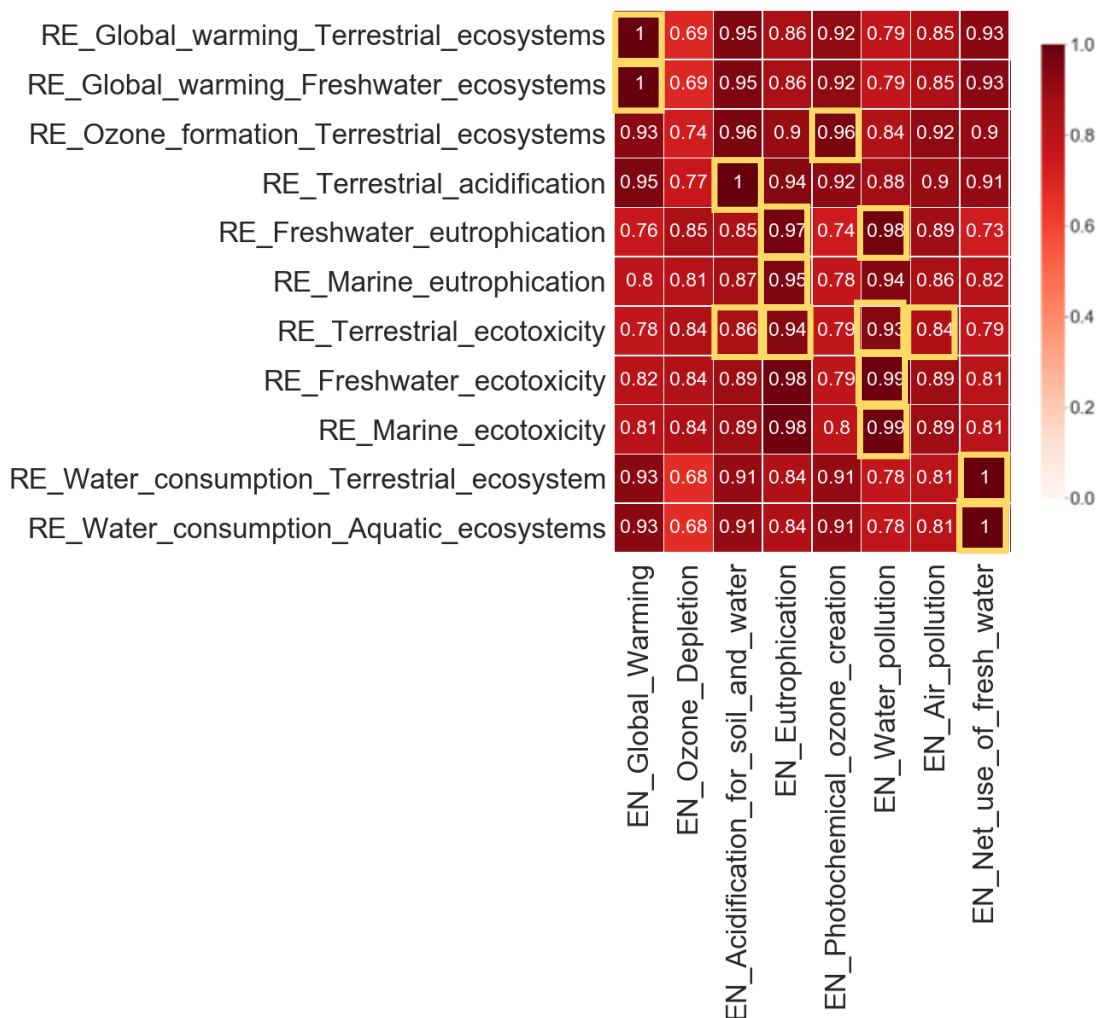 RE_Global_warming_Terrestrial_ecosystems 1 0.69 0.95 0.86 0.92 0.79 0.85 0.93
RE_Global_warming_Freshwater_ecosystems 1 0.69 0.95 0.86 0.92 0.79 0.85 0.93
RE_Ozone_formation_Terrestrial_ecosystems 0.93 0.74 0.96 0.9 0.96 0.84 0.92 0.9
RE_Terrestrial_acidification 0.95 0.77 1 0.94 0.92 0.88 0.9 0.91
RE_Freshwater_eutrophication 0.76 0.85 0.85 0.97 0.74 0.98 0.89 0.73
RE_Marine_eutrophication 0.8 0.81 0.87 0.95 0.78 0.94 0.86 0.82
RE_Terrestrial_ecotoxicity 0.78 0.84 0.86 0.94 0.79 0.93 0.84 0.79
RE_Freshwater_ecotoxicity 0.82 0.84 0.89 0.98 0.79 0.99 0.89 0.81
RE_Marine_ecotoxicity 0.81 0.84 0.89 0.98 0.8 0.99 0.89 0.81
RE_Water_consumption_Terrestrial_ecosystem 0.93 0.68 0.91 0.84 0.91 0.78 0.81 1
RE_Water_consumption_Aquatic_ecosystems 0.93 0.68 0.91 0.84 0.91 0.78 0.81 1
EN_Global_Warming
EN_Ozone_Depletion
EN_Acidification_for_soil_and_water
EN_Eutrophication
EN_Photochemical_ozone_creation
EN_Water_pollution
EN_Air_pollution
EN_Net_use_of_fresh_water
1.0
0.8
0.6
0.4
0.2
0.0